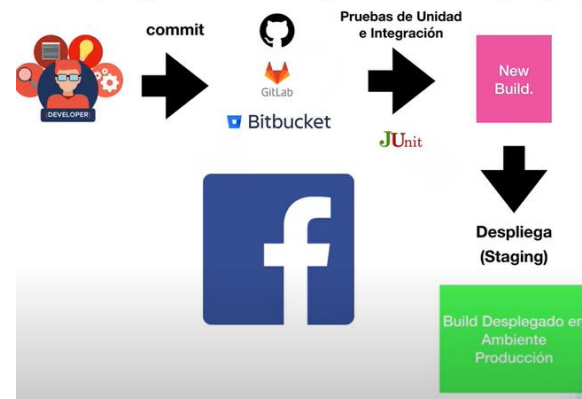 commit
Pruebas de Unidad
e Integración
GitLab
Bitbucket
JUnit
DEVELOPER
New
Build.
f
Despliega
(Staging)
Build Desplegado en
Ambiente
Producción